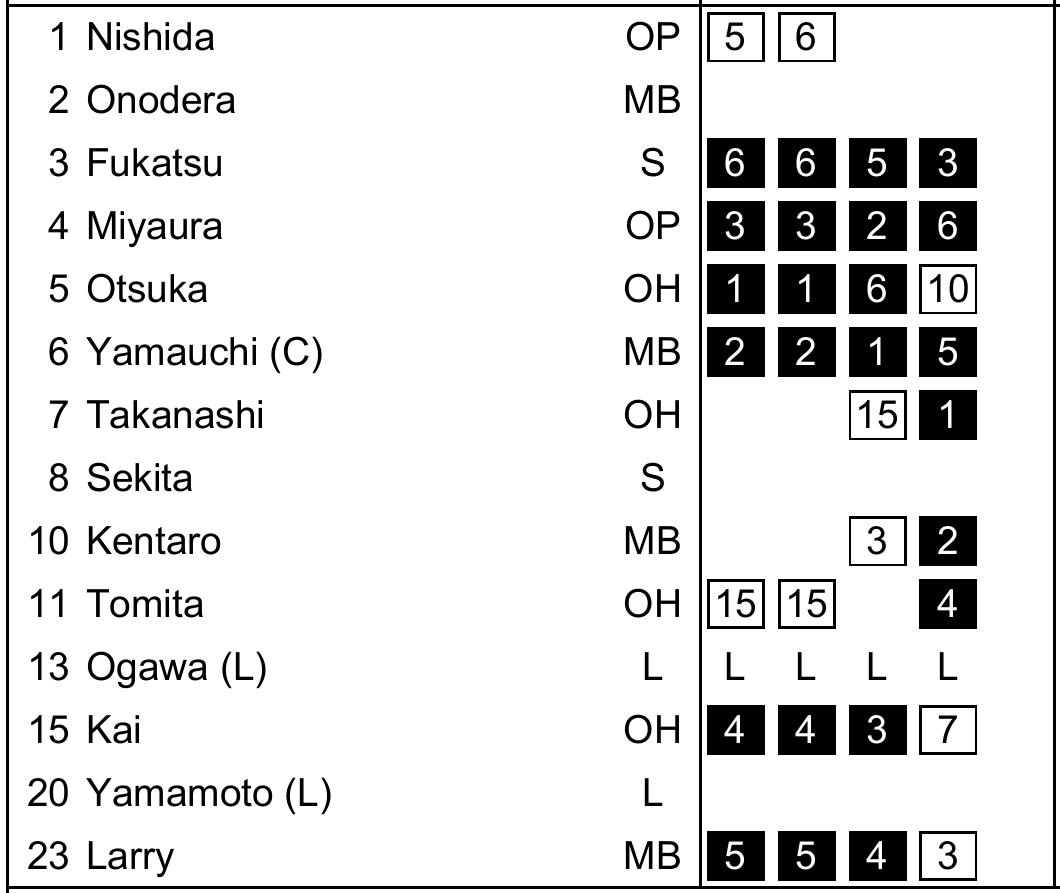 1 Nishida OP 5 6
2 Onodera MB
3 Fukatsu S 6 6 5 3
4 Miyaura OP 3 3 2 6
5 Otsuka OH 1 1 6 10
6 Yamauchi (C) MB 2 2 1 5
7 Takanashi OH 15 1
8 Sekita S
10 Kentaro MB 3 2
11 Tomita OH 15 15 4
13 Ogawa (L) L L L L L
15 Kai OH 4 4 3 7
20 Yamamoto (L) L
23 Larry MB 5 5 4 3